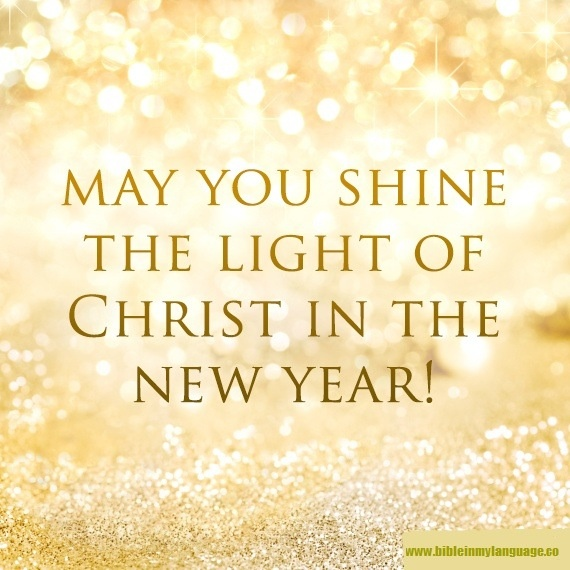 MAY YOU SHINE
THE LIGHT OF
CHRIST IN THE
NEW YEAR!
www.bibleinmylanguage.co